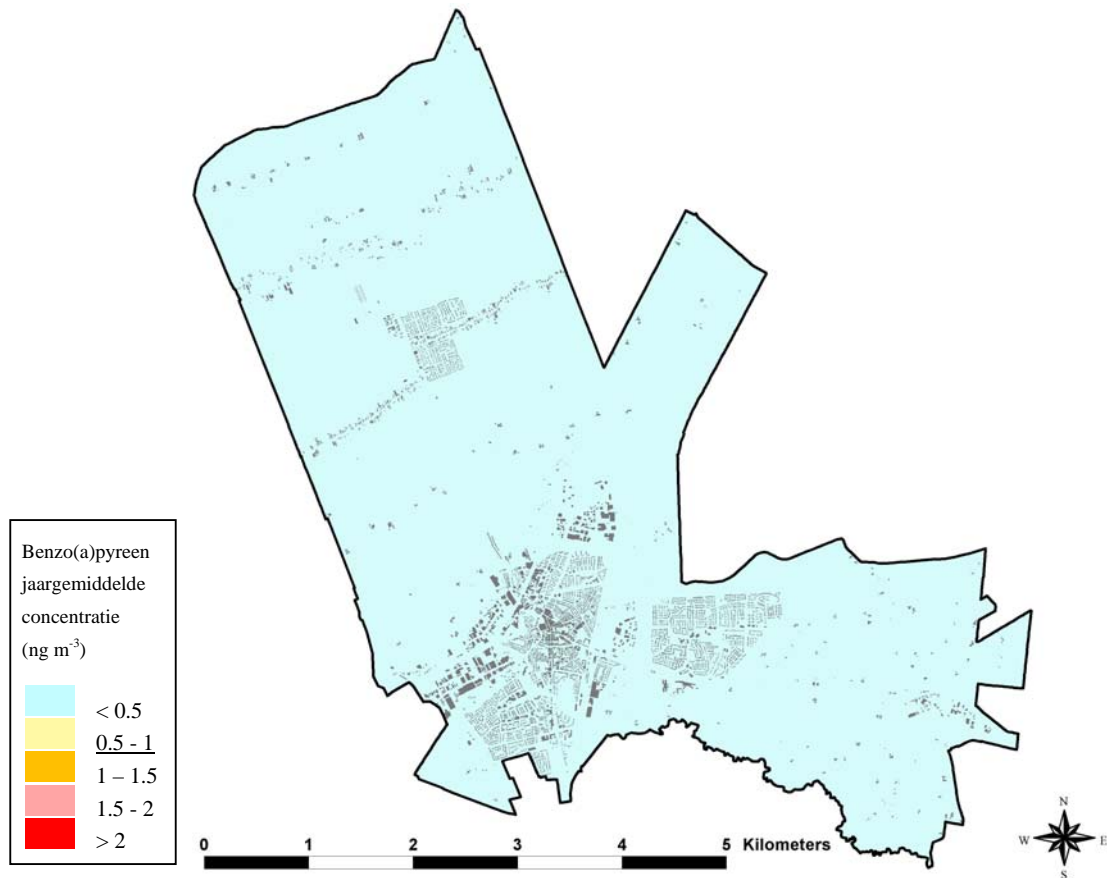 Benzo(a)pyreen
jaargemiddelde
concentratie
(ng m⁻³)
< 0.5
0.5 - 1
1 – 1.5
1.5 - 2
> 2
0 1 2 3 4 5 Kilometers
N
W E
S